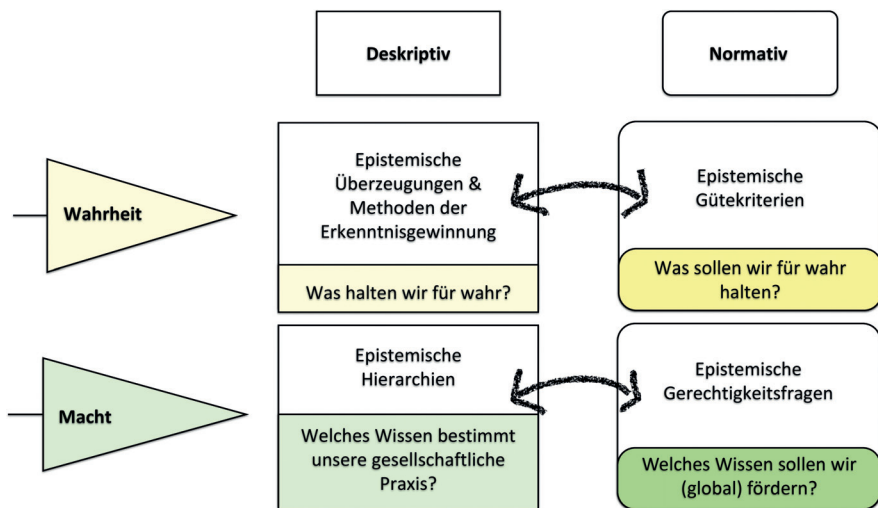 Deskriptiv
Normativ
Wahrheit
Epistemische
Überzeugungen &
Methoden der
Erkenntnisgewinnung
Was halten wir für wahr?
Epistemische
Gütekriterien
Was sollen wir für wahr
halten?
Macht
Epistemische
Hierarchien
Welches Wissen bestimmt
unsere gesellschaftliche
Praxis?
Epistemische
Gerechtigkeitsfragen
Welches Wissen sollen wir
(global) fördern?